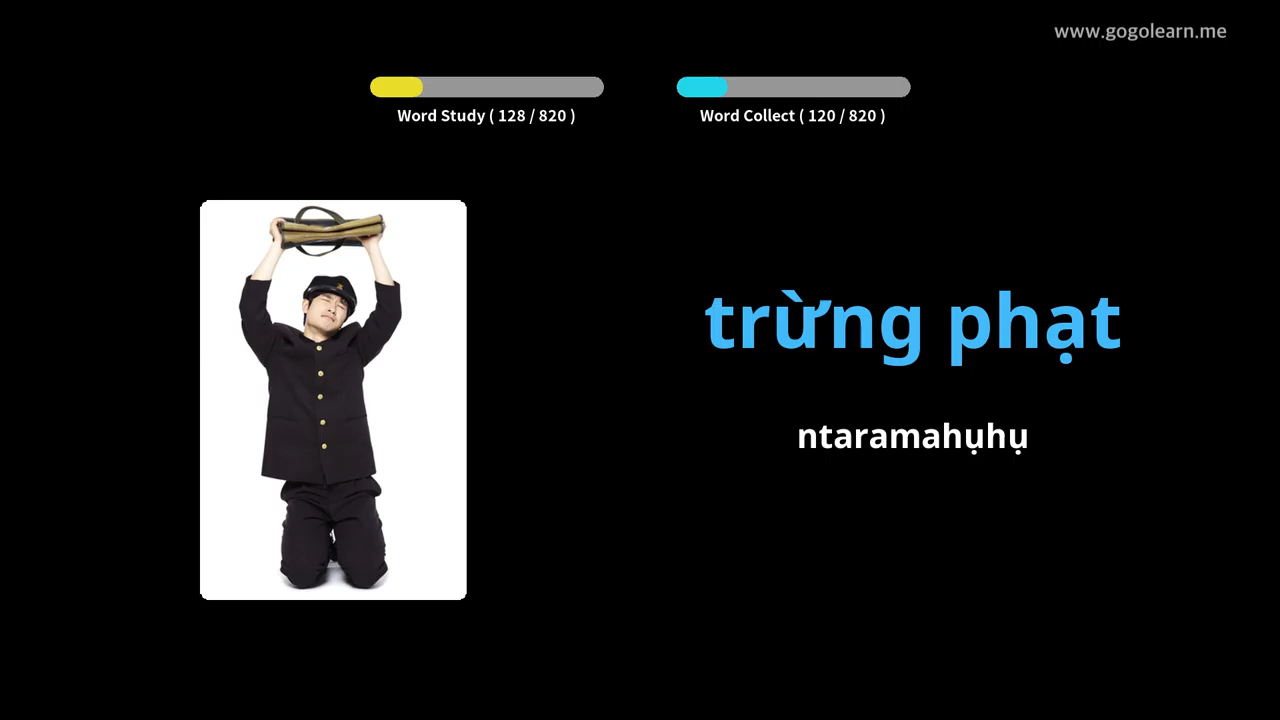 www.gogolearn.me
Word Study ( 128 / 820 )
Word Collect ( 120 / 820 )
trừng phạt
ntaramahụhụ